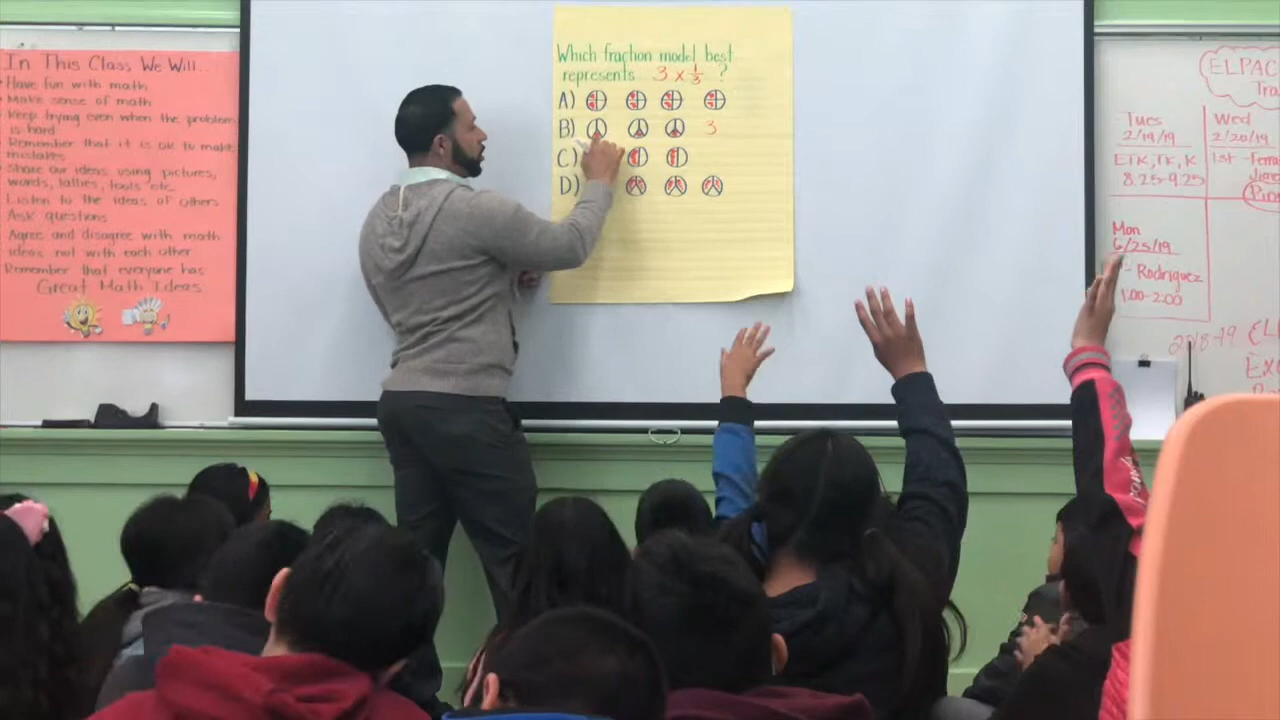 In This Class We Will...
Have fun with math
Make sense of math
Keep trying even when the problem
is hard
Remember that it is ok to make
mistakes
Share our ideas using pictures,
words, tallies, tools etc.
Listen to the ideas of others
Ask questions
Agree and disagree with math
ideas not with each other
Remember that everyone has
Great Math Ideas
Which fraction model best
represents 3 x 1/3 ?
A)
B) 3
C)
D)
ELPAC
Tues
2/19/19
ETK, TK, K
8:25-9:25
Wed
2/20/19
1st
Mon
6/25/19
Rodriguez
1:00-2:00